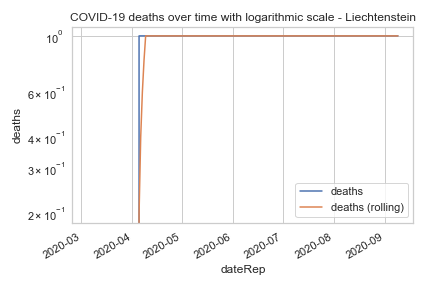 COVID-19 deaths over time with logarithmic scale - Liechtenstein
10⁰
6 × 10⁻¹
4 × 10⁻¹
3 × 10⁻¹
2 × 10⁻¹
deaths
deaths
deaths (rolling)
2020-03
2020-04
2020-05
2020-06
2020-07
2020-08
2020-09
dateRep